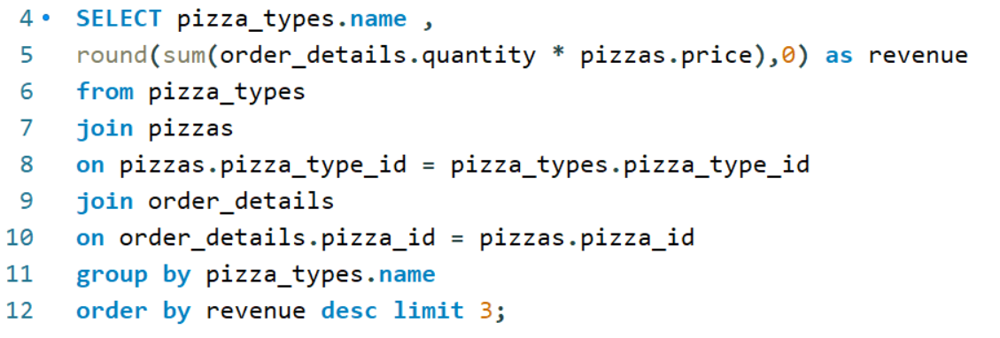 4 SELECT pizza_types.name ,
5 round(sum(order_details.quantity * pizzas.price),0) as revenue
6 from pizza_types
7 join pizzas
8 on pizzas.pizza_type_id = pizza_types.pizza_type_id
9 join order_details
10 on order_details.pizza_id = pizzas.pizza_id
11 group by pizza_types.name
12 order by revenue desc limit 3;